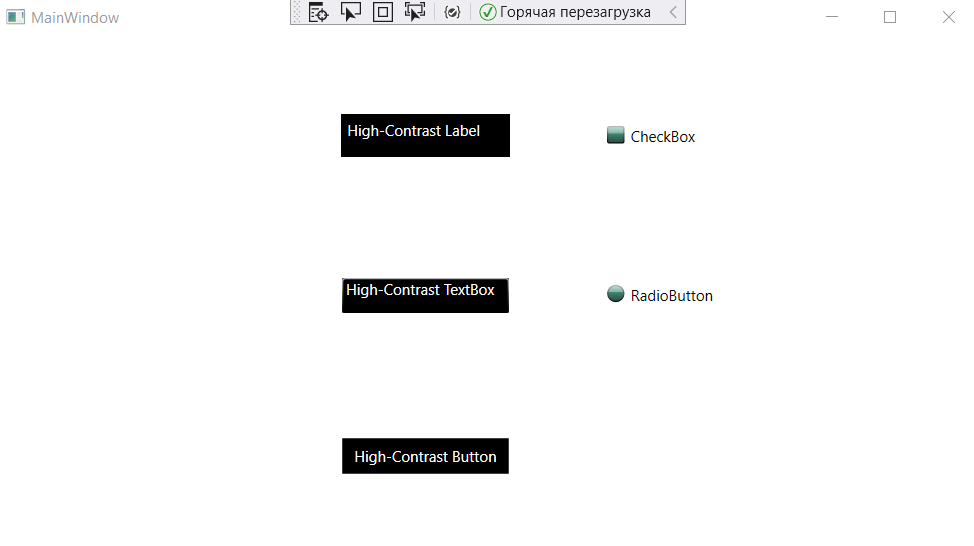 MainWindow
Горячая перезагрузка
High-Contrast Label
CheckBox
High-Contrast TextBox
RadioButton
High-Contrast Button